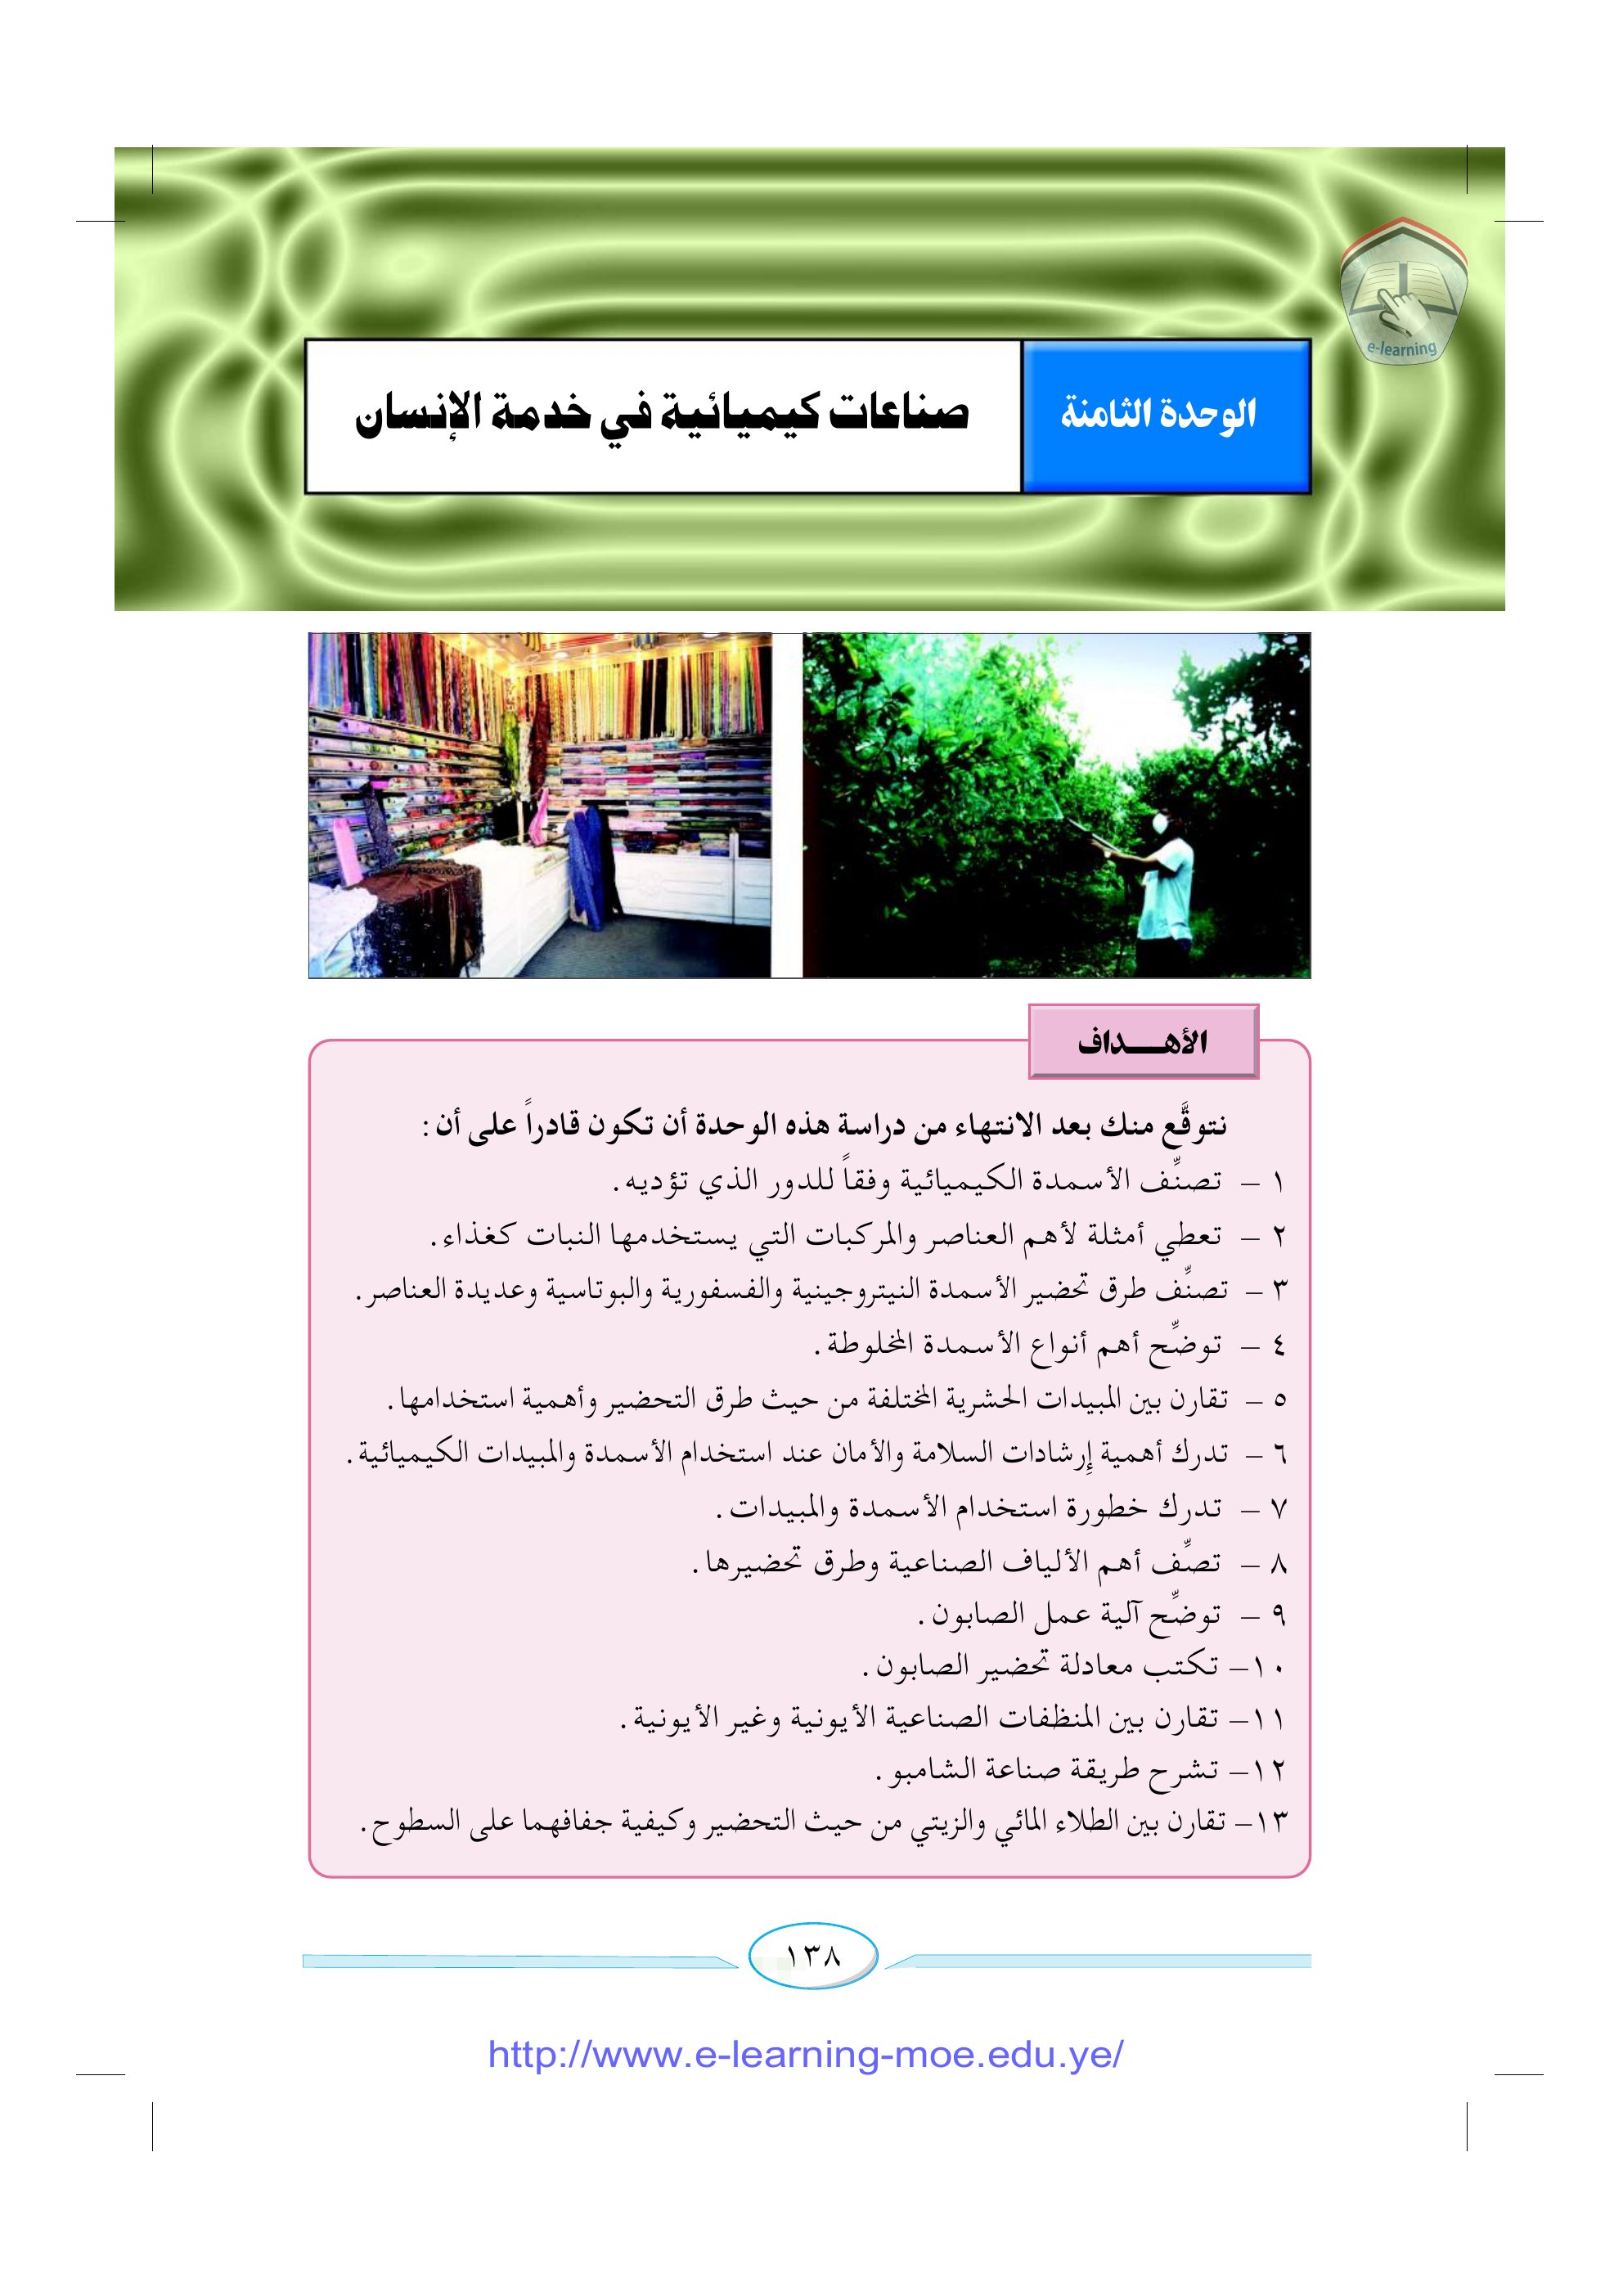 e-learning
الوحدة الثامنة
صناعات كيميائية في خدمة الإنسان
الأهـــداف
نتوقَّع منك بعد الانتهاء من دراسة هذه الوحدة أن تكون قادراً على أن :
١ – تصنِّف الأسمدة الكيميائية وفقاً للدور الذي تؤديه .
٢ – تعطي أمثلة لأهم العناصر والمركبات التي يستخدمها النبات كغذاء .
٣ – تصنِّف طرق تحضير الأسمدة النيتروجينية والفسفورية والبوتاسية وعديدة العناصر .
٤ – توضِّح أهم أنواع الأسمدة المخلوطة .
٥ – تقارن بين المبيدات الحشرية المختلفة من حيث طرق التحضير وأهمية استخدامها .
٦ – تدرك أهمية إرشادات السلامة والأمان عند استخدام الأسمدة والمبيدات الكيميائية .
٧ – تدرك خطورة استخدام الأسمدة والمبيدات .
٨ – تصنِّف أهم الألياف الصناعية وطرق تحضيرها .
٩ – توضِّح آلية عمل الصابون .
١٠– تكتب معادلة تحضير الصابون .
١١– تقارن بين المنظفات الصناعية الأيونية وغير الأيونية .
١٢– تشرح طريقة صناعة الشامبو .
١٣– تقارن بين الطلاء المائي والزيتي من حيث التحضير وكيفية جفافهما على السطوح .
١٣٨
http://www.e-learning-moe.edu.ye/